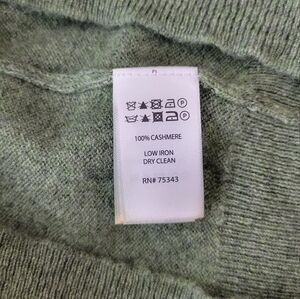 100% CASHMERE
LOW IRON
DRY CLEAN
RN# 75343